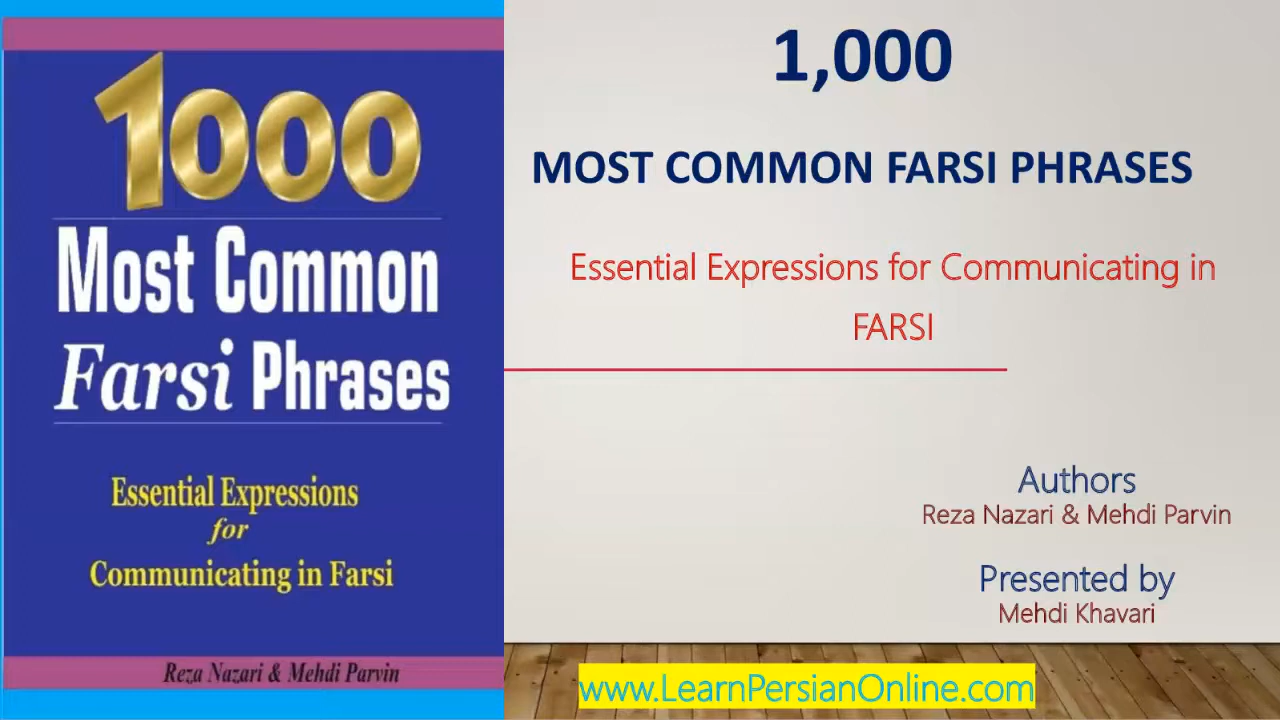 1000
Most Common
Farsi Phrases
Essential Expressions
for
Communicating in Farsi
Reza Nazari & Mehdi Parvin
1,000
MOST COMMON FARSI PHRASES
Essential Expressions for Communicating in
FARSI
Authors
Reza Nazari & Mehdi Parvin
Presented by
Mehdi Khavari
www.LearnPersianOnline.com